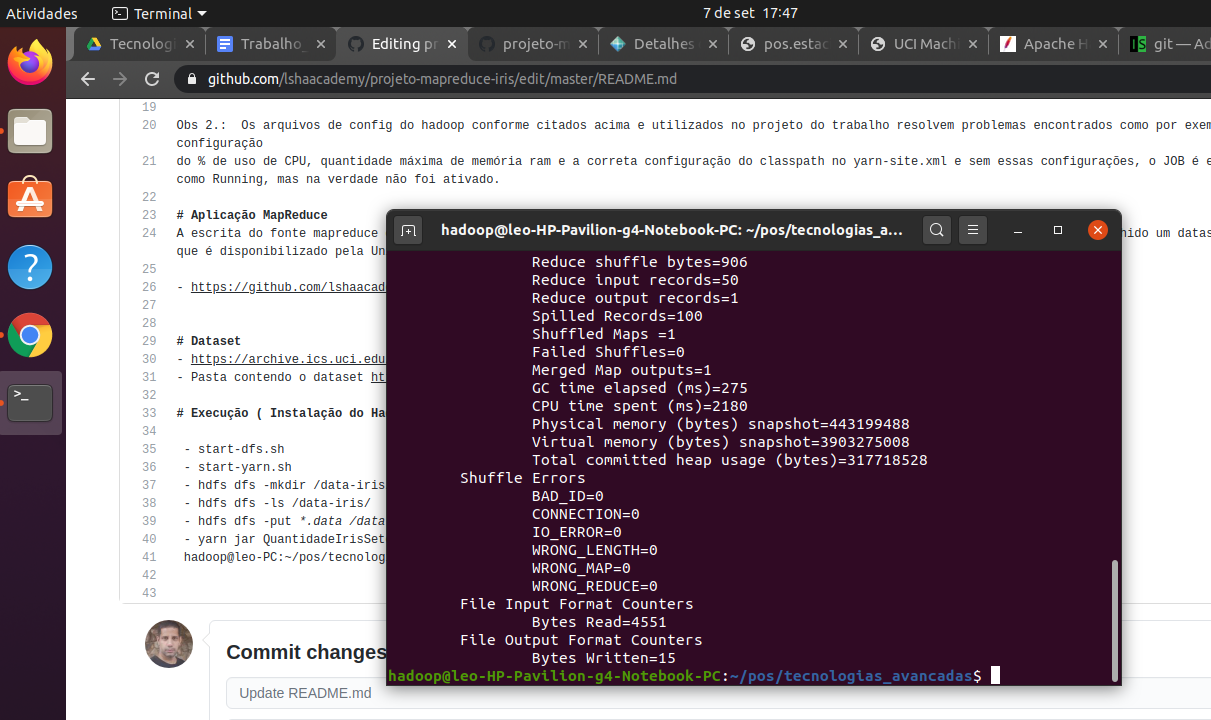 Atividades
Terminal
7 de set 17:47
Tecnologi
Trabalho_
Editing pr
projeto-m
Detalhes
pos.estac
UCI Machi
Apache H
git — Ad
github.com/lshaacademy/projeto-mapreduce-iris/edit/master/README.md
19
20 Obs 2.: Os arquivos de config do hadoop conforme citados acima e utilizados no projeto do trabalho resolvem problemas encontrados como por exem
configuração
21 do % de uso de CPU, quantidade máxima de memória ram e a correta configuração do classpath no yarn-site.xml e sem essas configurações, o JOB é e
como Running, mas na verdade não foi ativado.
22
23 # Aplicação MapReduce
24 A escrita do fonte mapreduce
nido um datas
que é disponibilizado pela Un
25
26 - https://github.com/lshaacad
27
28
29 # Dataset
30 - https://archive.ics.uci.edu
31 - Pasta contendo o dataset ht
32
33 # Execução ( Instalação do Ha
34
35 - start-dfs.sh
36 - start-yarn.sh
37 - hdfs dfs -mkdir /data-iris
38 - hdfs dfs -ls /data-iris/
39 - hdfs dfs -put *.data /data
40 - yarn jar QuantidadeIrisSet
41 hadoop@leo-PC:~/pos/tecnolog
42
43
Commit changes
Update README.md
hadoop@leo-HP-Pavilion-g4-Notebook-PC: ~/pos/tecnologias_a...
Reduce shuffle bytes=906
Reduce input records=50
Reduce output records=1
Spilled Records=100
Shuffled Maps =1
Failed Shuffles=0
Merged Map outputs=1
GC time elapsed (ms)=275
CPU time spent (ms)=2180
Physical memory (bytes) snapshot=443199488
Virtual memory (bytes) snapshot=3903275008
Total committed heap usage (bytes)=317718528
Shuffle Errors
BAD_ID=0
CONNECTION=0
IO_ERROR=0
WRONG_LENGTH=0
WRONG_MAP=0
WRONG_REDUCE=0
File Input Format Counters
Bytes Read=4551
File Output Format Counters
Bytes Written=15
hadoop@leo-HP-Pavilion-g4-Notebook-PC:~/pos/tecnologias_avancadas$